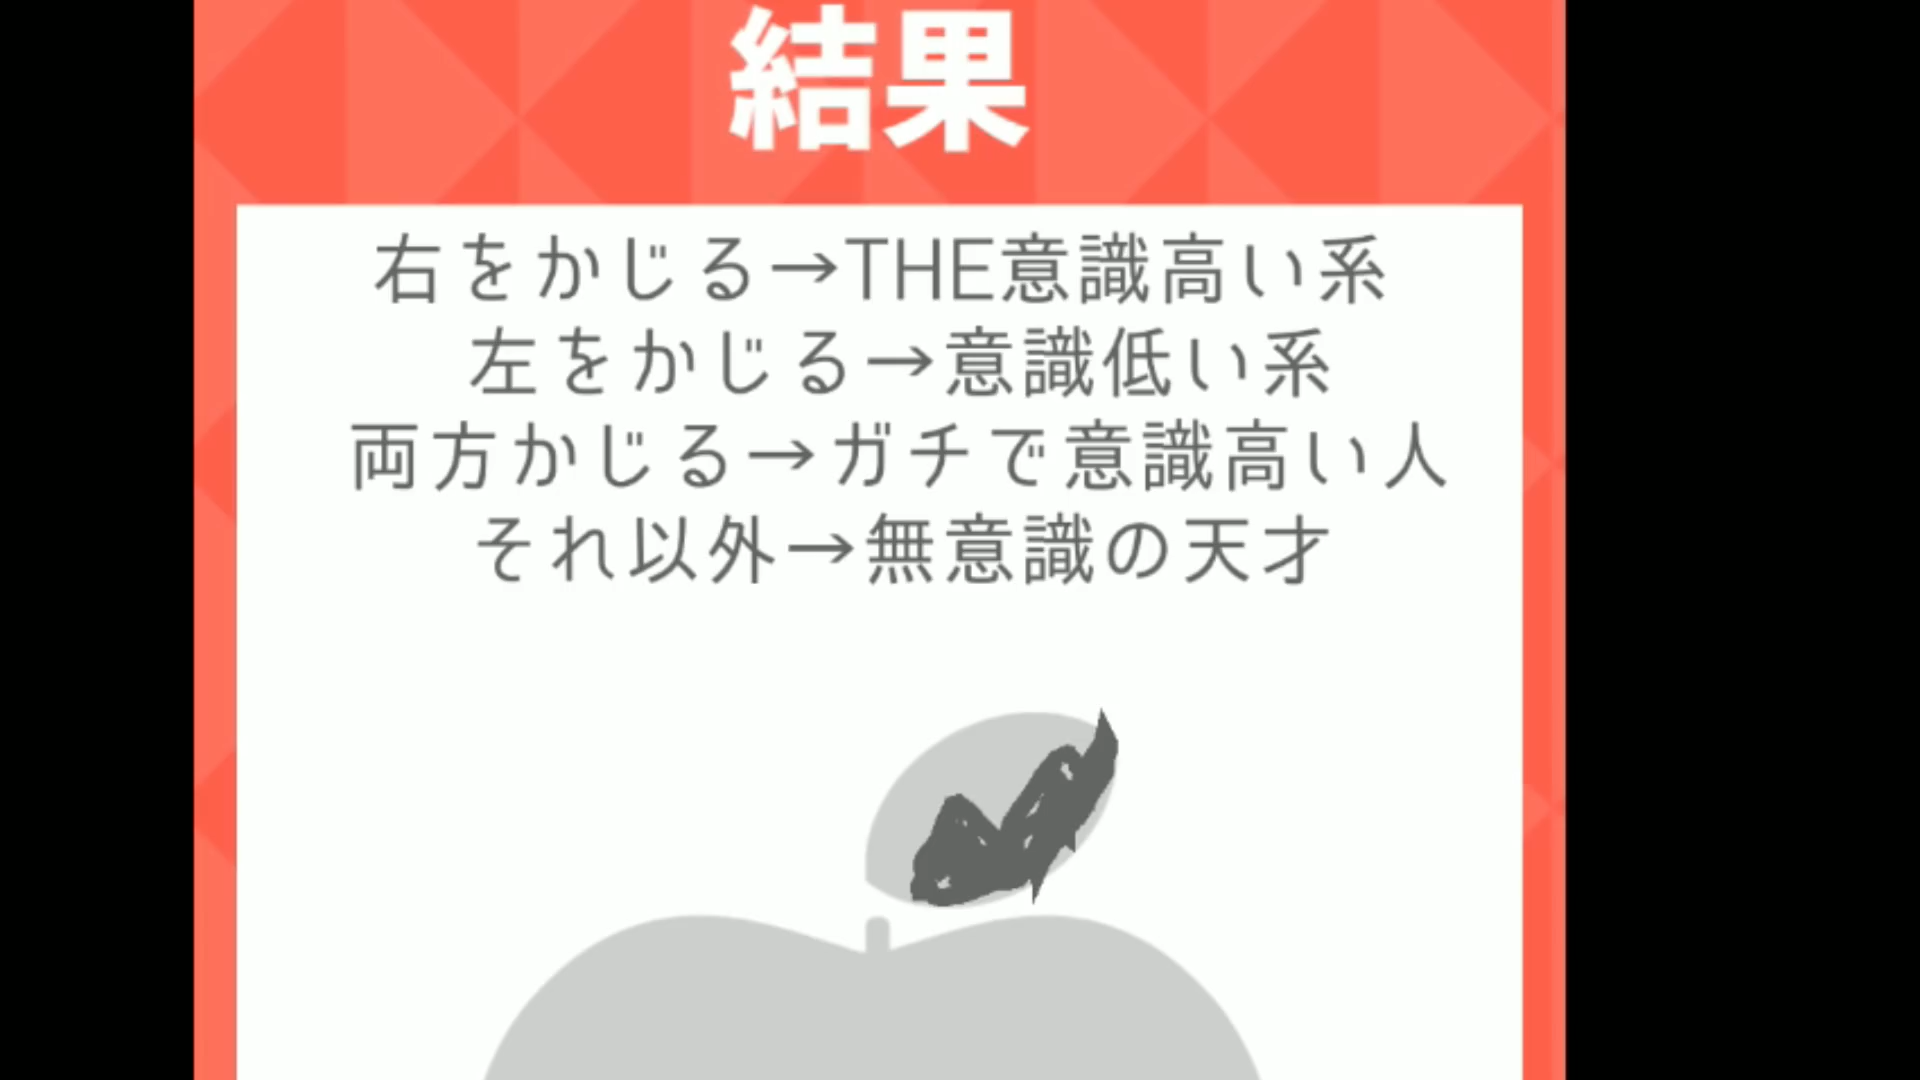 結果
右をかじる→THE意識高い系
左をかじる→意識低い系
両方かじる→ガチで意識高い人
それ以外→無意識の天才